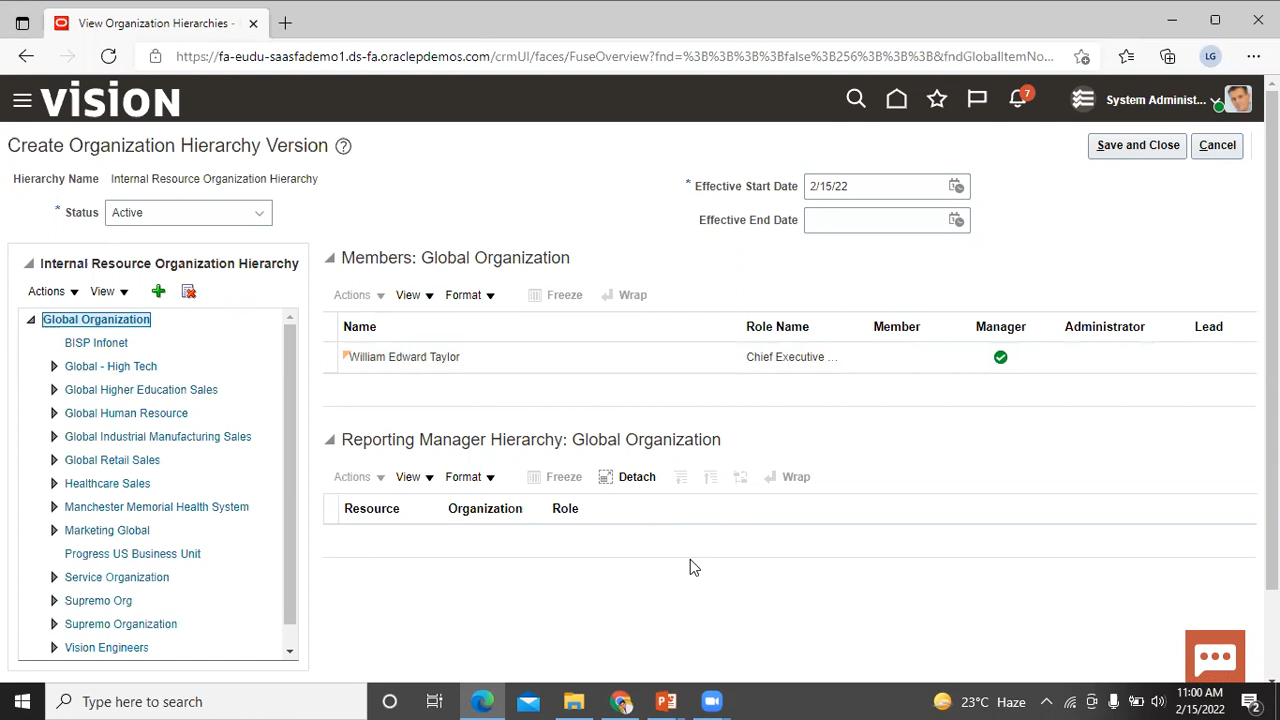 View Organization Hierarchies -
https://fa-eudu-saasfademo1.ds-fa.oraclepdemos.com/crmUI/faces/FuseOverview?fnd=%3B%3B%3B%3Bfalse%3B256%3B%3B%3B&fndGlobalItemNo...
LG
VISION
7
System Administ...
Create Organization Hierarchy Version ?
Save and Close Cancel
Hierarchy Name Internal Resource Organization Hierarchy
* Status Active
* Effective Start Date 2/15/22
Effective End Date
Internal Resource Organization Hierarchy
Actions View
Global Organization
BISP Infonet
Global - High Tech
Global Higher Education Sales
Global Human Resource
Global Industrial Manufacturing Sales
Global Retail Sales
Healthcare Sales
Manchester Memorial Health System
Marketing Global
Progress US Business Unit
Service Organization
Supremo Org
Supremo Organization
Vision Engineers
Members: Global Organization
Actions View Format Freeze Wrap
Name Role Name Member Manager Administrator Lead
William Edward Taylor Chief Executive ...
Reporting Manager Hierarchy: Global Organization
Actions View Format Freeze Detach Wrap
Resource Organization Role
Type here to search
23°C Haze
11:00 AM
2/15/2022
2